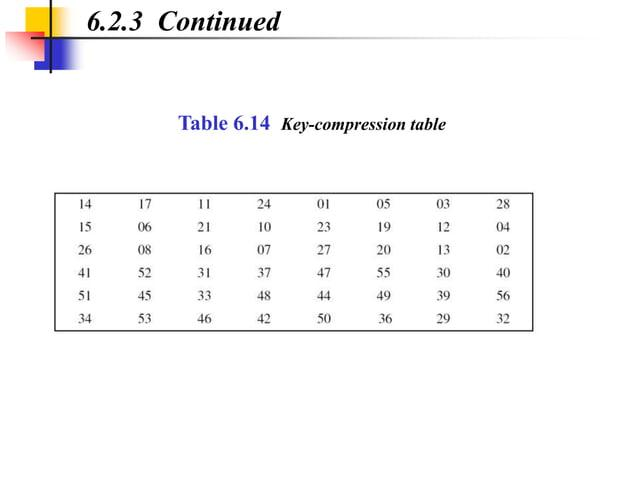 6.2.3 Continued
Table 6.14 Key-compression table
14 17 11 24 01 05 03 28
15 06 21 10 23 19 12 04
26 08 16 07 27 20 13 02
41 52 31 37 47 55 30 40
51 45 33 48 44 49 39 56
34 53 46 42 50 36 29 32